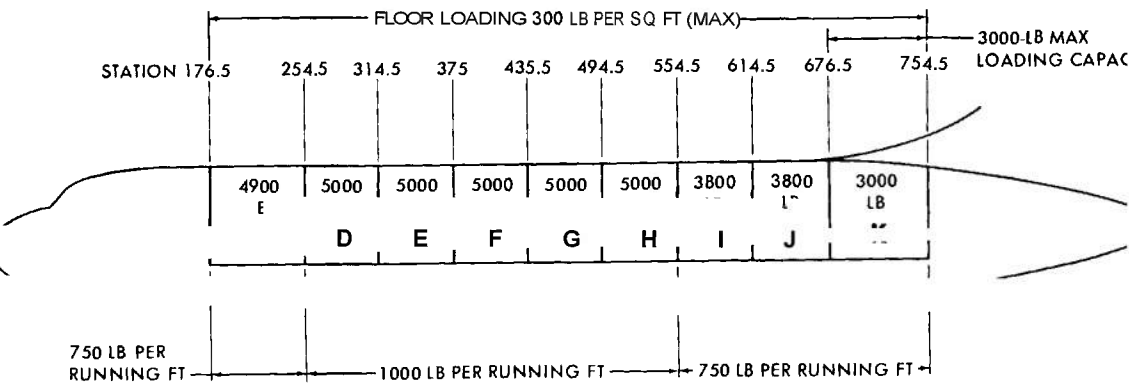 FLOOR LOADING 300 LB PER SQ FT (MAX)
3000-LB MAX
LOADING CAPAC
STATION 176.5 254.5 314.5 375 435.5 494.5 554.5 614.5 676.5 754.5
4900 5000 5000 5000 5000 5000 3800 3800 3000
E LB
D E F G H I J
750 LB PER
RUNNING FT
1000 LB PER RUNNING FT
750 LB PER RUNNING FT